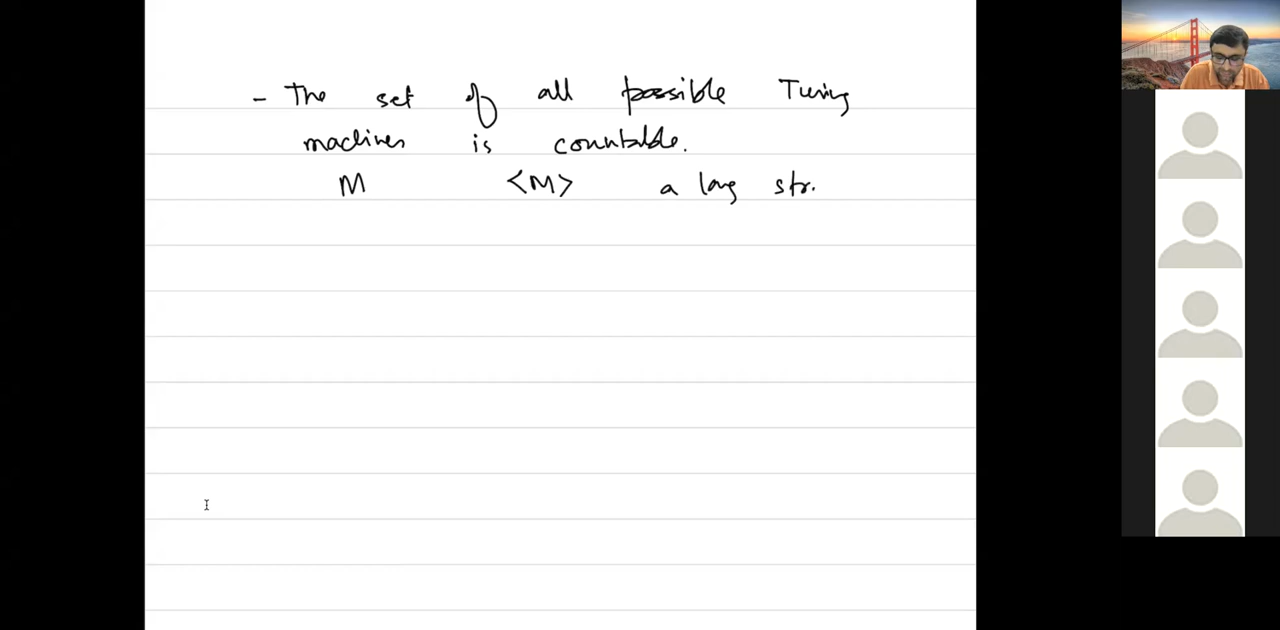 - The set of all possible Turing
machines is countable.
M <M> a long str.